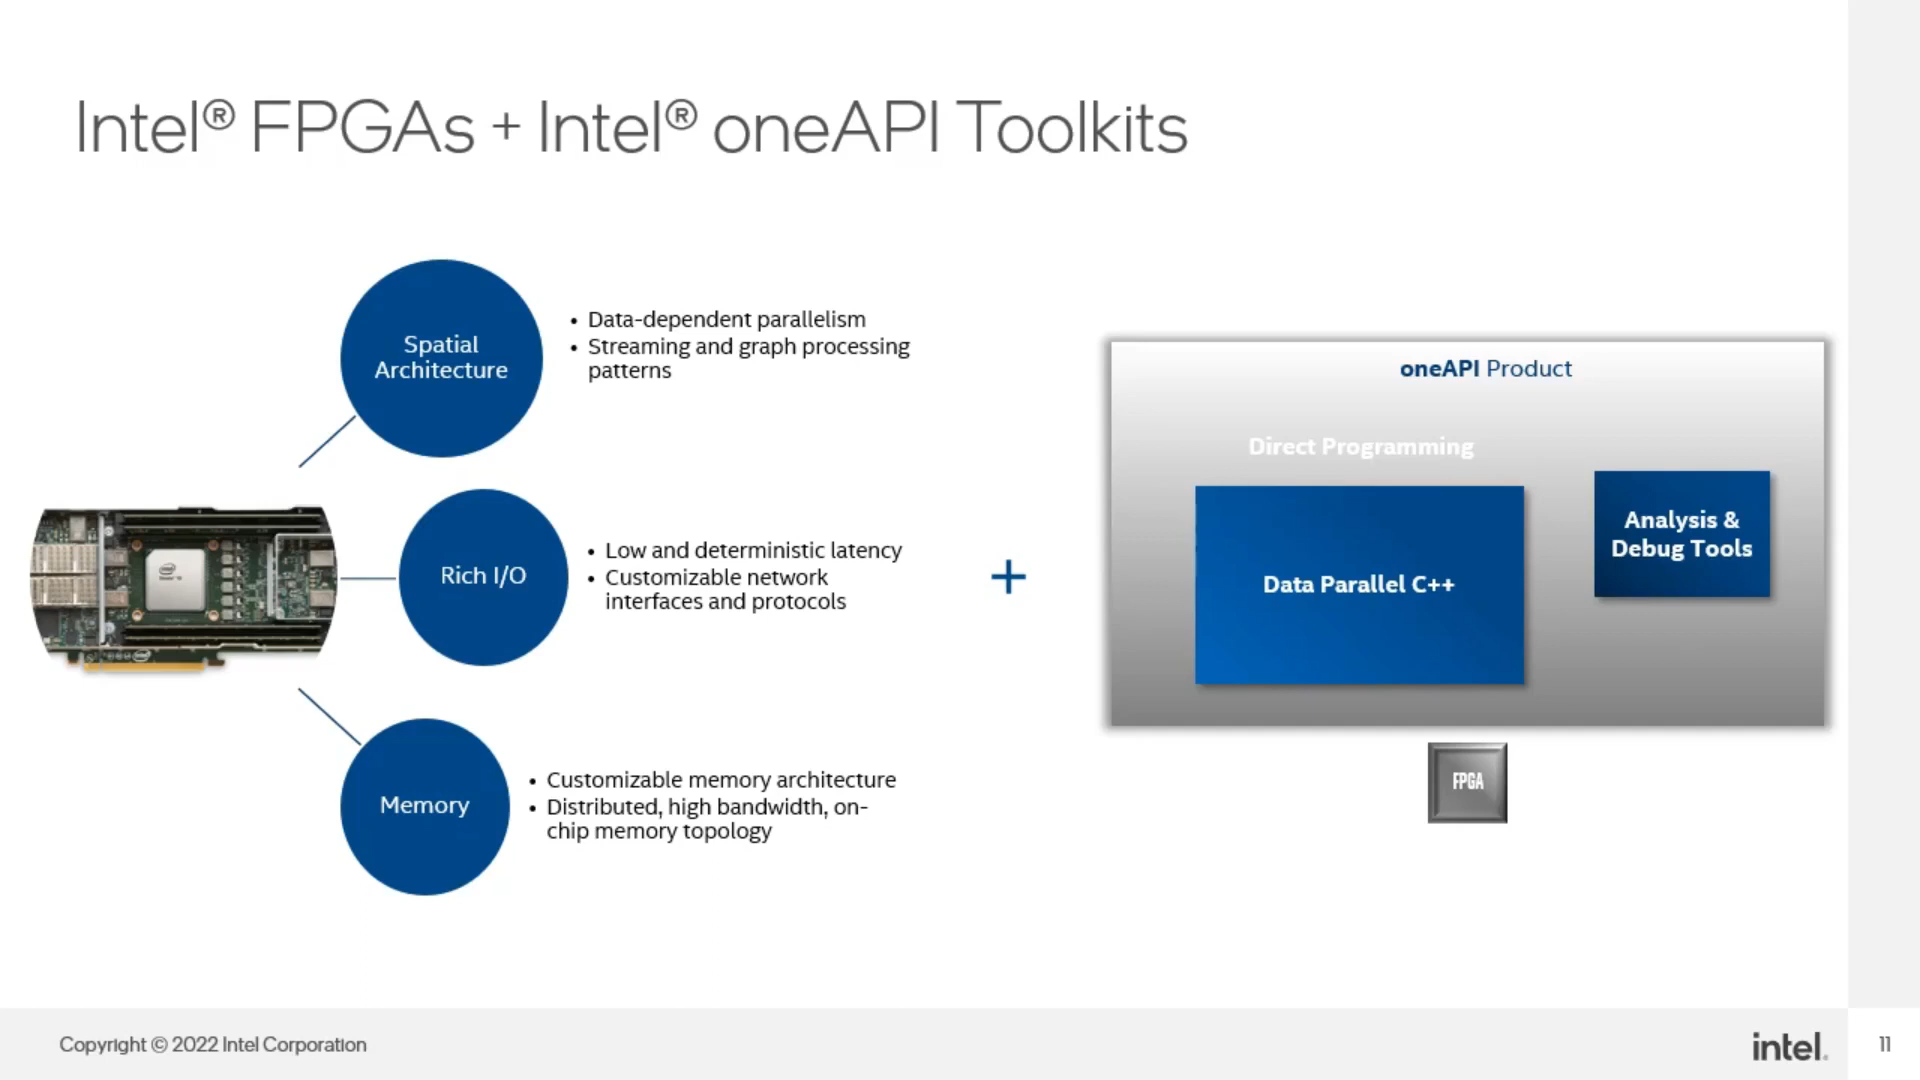 Intel® FPGAs + Intel® oneAPI Toolkits
Spatial
Architecture
• Data-dependent parallelism
• Streaming and graph processing
patterns
Rich I/O
• Low and deterministic latency
• Customizable network
interfaces and protocols
Memory
• Customizable memory architecture
• Distributed, high bandwidth, on-
chip memory topology
+
oneAPI Product
Direct Programming
Data Parallel C++
Analysis &
Debug Tools
FPGA
Copyright © 2022 Intel Corporation
intel.
11